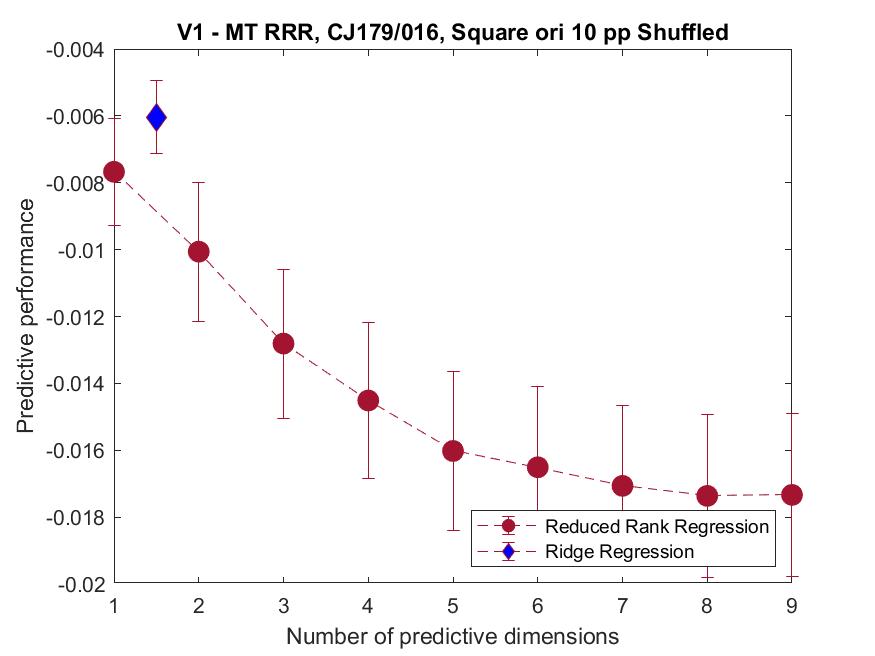 V1 - MT RRR, CJ179/016, Square ori 10 pp Shuffled
Predictive performance
-0.004
-0.006
-0.008
-0.01
-0.012
-0.014
-0.016
-0.018
-0.02
Reduced Rank Regression
Ridge Regression
1 2 3 4 5 6 7 8 9
Number of predictive dimensions